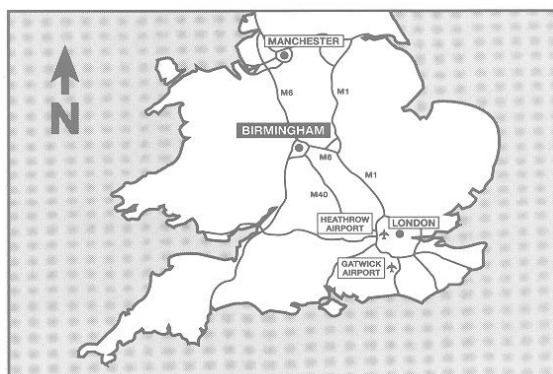 MANCHESTER
N
M6
M1
BIRMINGHAM
M6
M1
M40
HEATHROW
AIRPORT
LONDON
GATWICK
AIRPORT